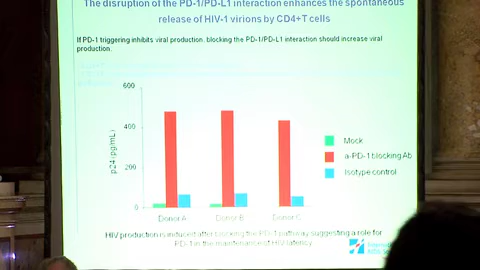 The disruption of the PD-1/PD-L1 interaction enhances the spontaneous
release of HIV-1 virions by CD4+T cells
If PD-1 triggering inhibits viral production, blocking the PD-1/PD-L1 interaction should increase viral
production.
600
400
200
0
p24(pg/mL)
Mock
a-PD-1 blocking Ab
Isotype control
Donor A
Donor B
Donor C
HIV production is induced after blocking the PD-1 pathway suggesting a role for
PD-1 in the maintenance of HIV latency.
AIDS